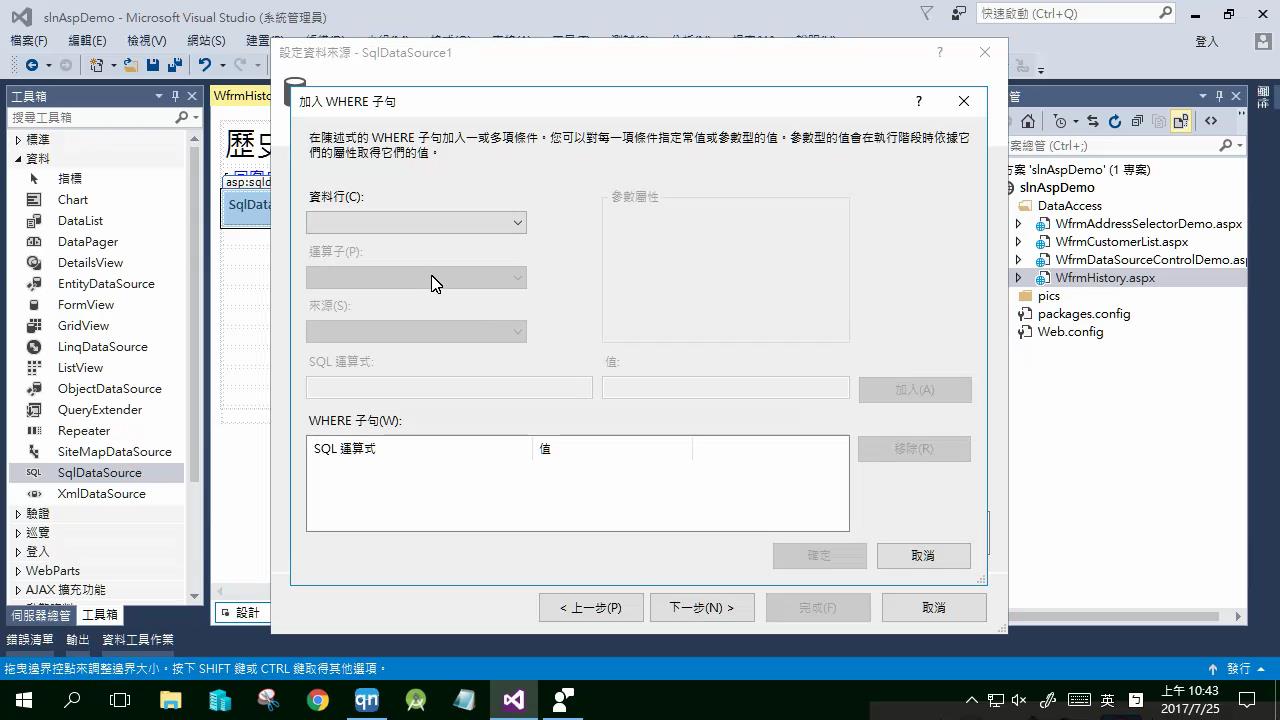 slnAspDemo - Microsoft Visual Studio (系統管理員)
快速啟動 (Ctrl+Q)
檔案(F) 編輯(E) 檢視(V) 網站(S)
登入
設定資料來源 - SqlDataSource1
工具箱
搜尋工具箱
標準
資料
指標
Chart
DataList
DataPager
DetailsView
EntityDataSource
FormView
GridView
LinqDataSource
ListView
ObjectDataSource
QueryExtender
Repeater
SiteMapDataSource
SQL SqlDataSource
XmlDataSource
驗證
巡覽
登入
WebParts
AJAX 擴充功能
伺服器總管 工具箱
錯誤清單 輸出 資料工具作業
WfrmHisto
asp:sqld
SqlData
設計
加入 WHERE 子句
在陳述式的 WHERE 子句加入一或多項條件。您可以對每一項條件指定常值或參數型的值。參數型的值會在執行階段時依據它
們的屬性取得它們的值。
資料行(C):
參數屬性
運算子(P):
來源(S):
SQL 運算式:
值:
加入(A)
WHERE 子句(W):
SQL 運算式 值
移除(R)
確定 取消
< 上一步(P) 下一步(N) > 完成(F) 取消
總管 (Ctrl+;)
slnAspDemo' (1 專案)
slnAspDemo
DataAccess
WfrmAddressSelectorDemo.aspx
WfrmCustomerList.aspx
WfrmDataSourceControlDemo.asp
WfrmHistory.aspx
pics
packages.config
Web.config
拖曳邊界控點來調整邊界大小。按下 SHIFT 鍵或 CTRL 鍵取得其他選項。
發行
qn
英
上午 10:43
2017/7/25